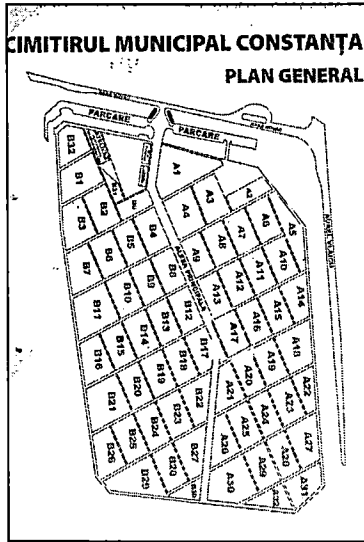 CIMITIRUL MUNICIPAL CONSTANȚA
PLAN GENERAL
PARCARE
PARCARE
B32
A1
B1
A3
A2
B2
A4
A5
B3
B4
A7
A6
B5
A8
B6
A9
A11
A10
B7
B8
A12
B9
A13
A14
B10
ALEEA PRINCIPALA
A15
B11
B12
A16
B13
A17
A18
B14
A19
B15
B17
A20
B16
B18
A21
A22
B19
A23
B20
B22
A24
B21
B23
A25
A27
B24
A26
A28
B25
B27
A29
A31
B26
A30
A32
B29